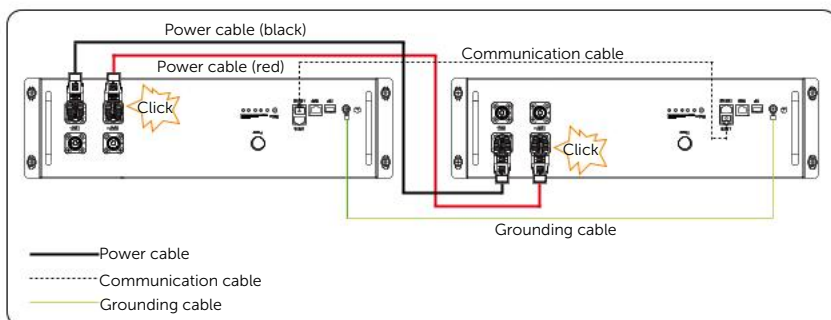 Power cable (black)
Power cable (red)
Communication cable
Click
Click
Grounding cable
Power cable
Communication cable
Grounding cable